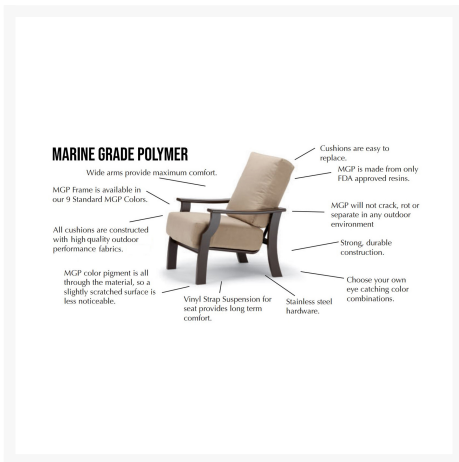 MARINE GRADE POLYMER
Wide arms provide maximum comfort.
MGP Frame is available in
our 9 Standard MGP Colors.
All cushions are constructed
with high quality outdoor
performance fabrics.
MGP color pigment is all
through the material, so a
slightly scratched surface is
less noticeable.
Vinyl Strap Suspension for
seat provides long term
comfort.
Stainless steel
hardware.
Cushions are easy to
replace.
MGP is made from only
FDA approved resins.
MGP will not crack, rot or
separate in any outdoor
environment
Strong, durable
construction.
Choose your own
eye catching color
combinations.